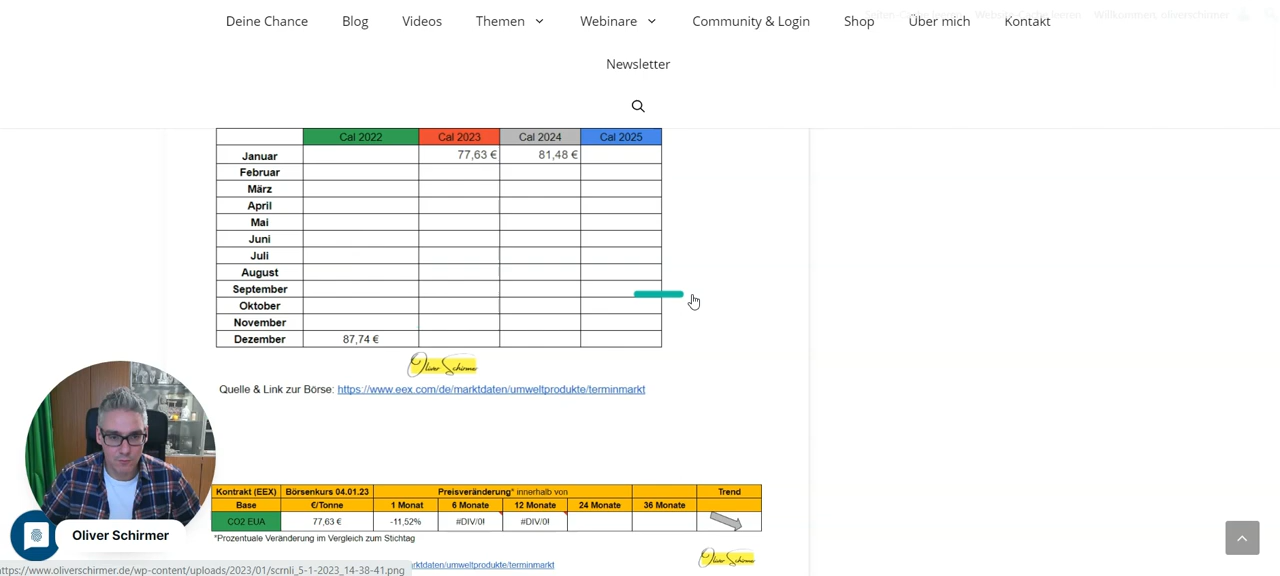 Deine Chance Blog Videos Themen Webinare Community & Login Shop Über mich Kontakt
Newsletter
Cal 2022 Cal 2023 Cal 2024 Cal 2025
Januar 77,63 € 81,48 €
Februar
März
April
Mai
Juni
Juli
August
September
Oktober
November
Dezember 87,74 €
Oliver Schirmer
Quelle & Link zur Börse: https://www.eex.com/de/marktdaten/umweltprodukte/terminmarkt
Kontrakt (EEX) Börsenkurs 04.01.23 Preisveränderung* innerhalb von Trend
Base €/Tonne 1 Monat 6 Monate 12 Monate 24 Monate 36 Monate
CO2 EUA 77,63 € -11,52% #DIV/0! #DIV/0!
*Prozentuale Veränderung im Vergleich zum Stichtag
Oliver Schirmer
Oliver Schirmer
ttps://www.oliverschirmer.de/wp-content/uploads/2023/01/scrnli_5-1-2023_14-38-41.png
rktdaten/umweltprodukte/terminmarkt